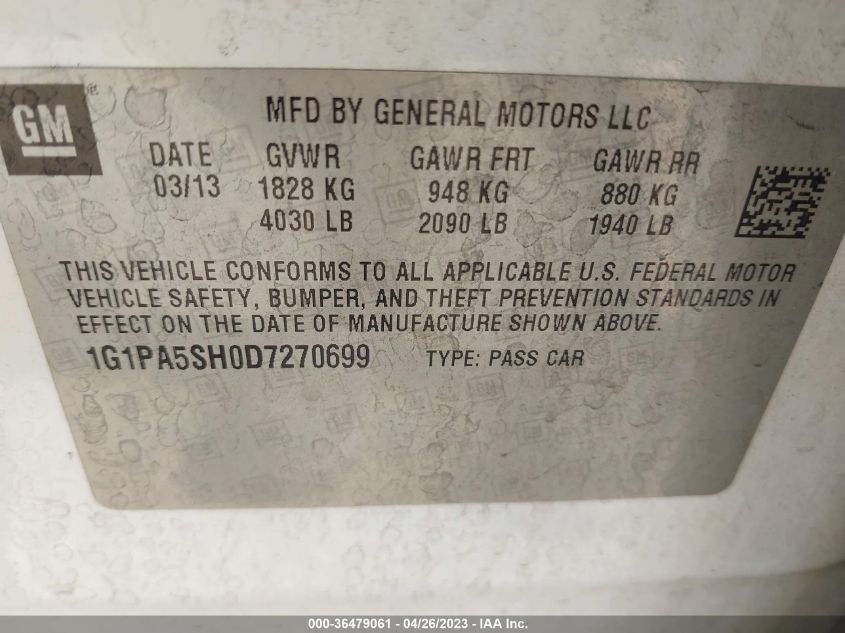 GM ®
MFD BY GENERAL MOTORS LLC
DATE GVWR GAWR FRT GAWR RR
03/13 1828 KG 948 KG 880 KG
4030 LB 2090 LB 1940 LB
THIS VEHICLE CONFORMS TO ALL APPLICABLE U.S. FEDERAL MOTOR
VEHICLE SAFETY, BUMPER, AND THEFT PREVENTION STANDARDS IN
EFFECT ON THE DATE OF MANUFACTURE SHOWN ABOVE.
1G1PA5SH0D7270699 TYPE: PASS CAR
000-36479061 - 04/26/2023 - IAA Inc.